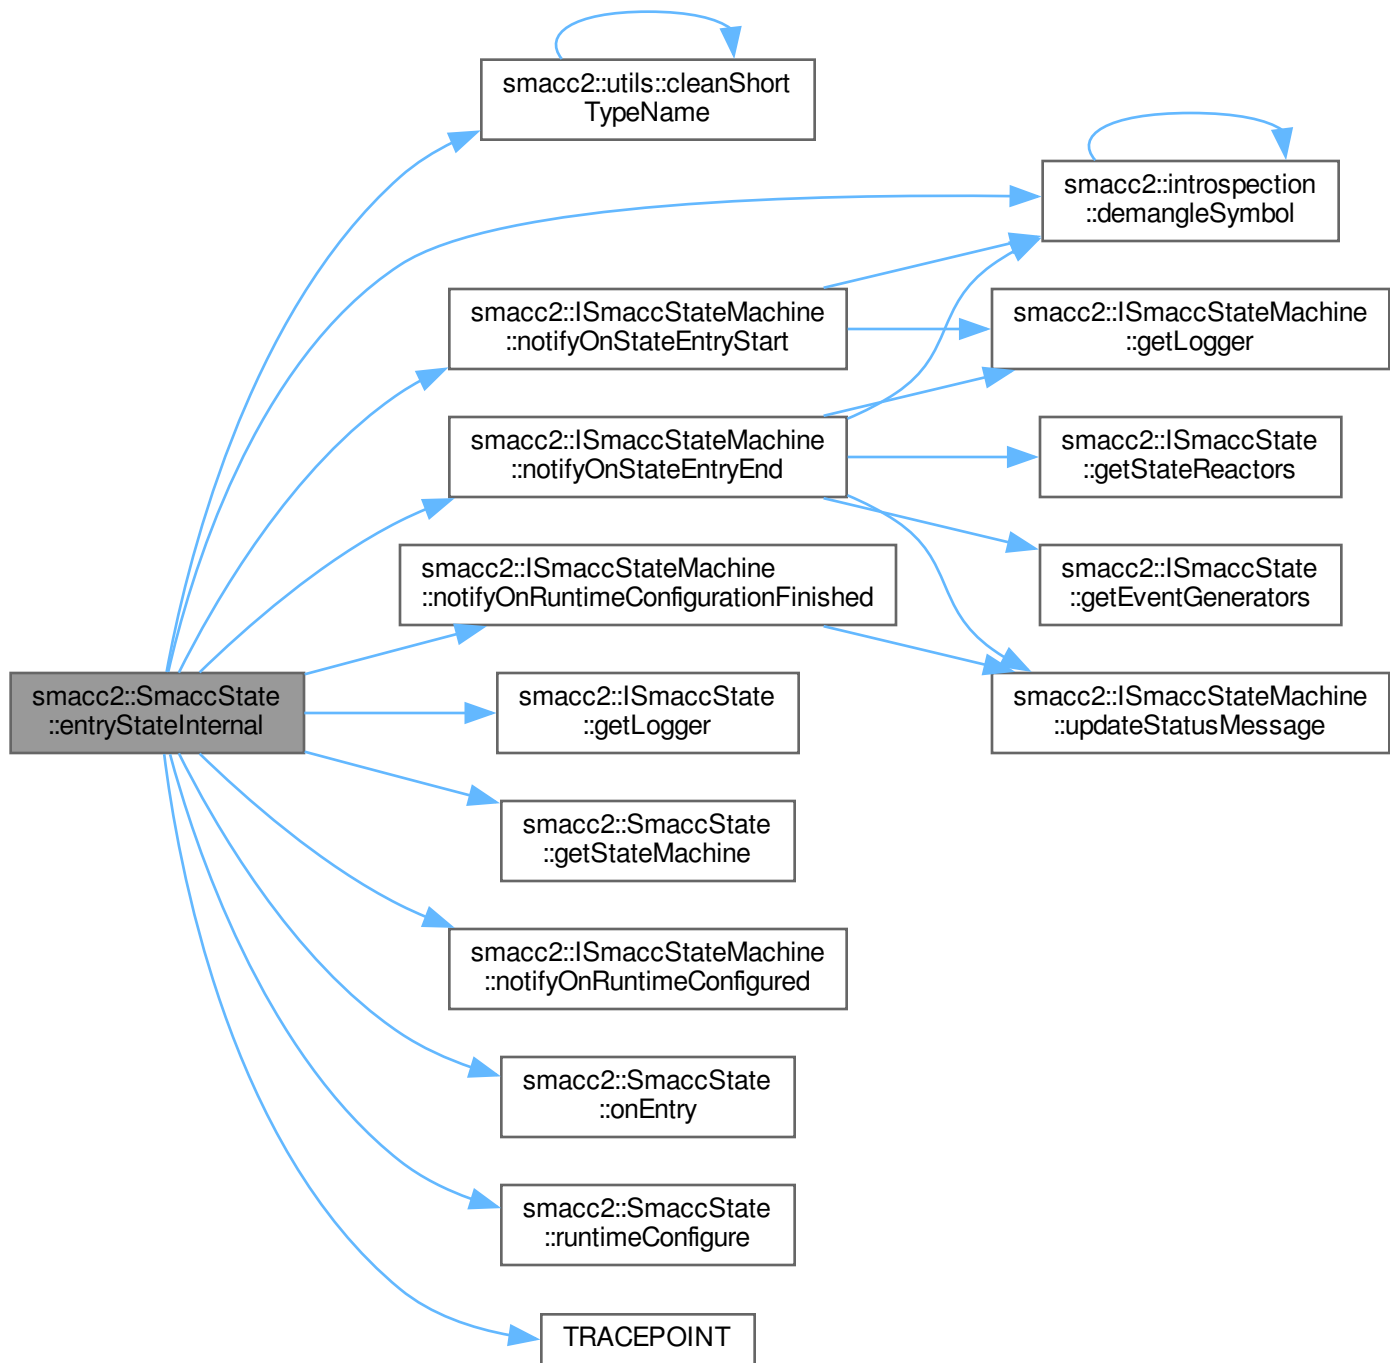 smacc2::utils::cleanShort
TypeName
smacc2::introspection
::demangleSymbol
smacc2::ISmaccStateMachine
::notifyOnStateEntryStart
smacc2::ISmaccStateMachine
::getLogger
smacc2::ISmaccStateMachine
::notifyOnStateEntryEnd
smacc2::ISmaccState
::getStateReactors
smacc2::ISmaccStateMachine
::notifyOnRuntimeConfigurationFinished
smacc2::ISmaccState
::getEventGenerators
smacc2::SmaccState
::entryStateInternal
smacc2::ISmaccState
::getLogger
smacc2::ISmaccStateMachine
::updateStatusMessage
smacc2::SmaccState
::getStateMachine
smacc2::ISmaccStateMachine
::notifyOnRuntimeConfigured
smacc2::SmaccState
::onEntry
smacc2::SmaccState
::runtimeConfigure
TRACEPOINT